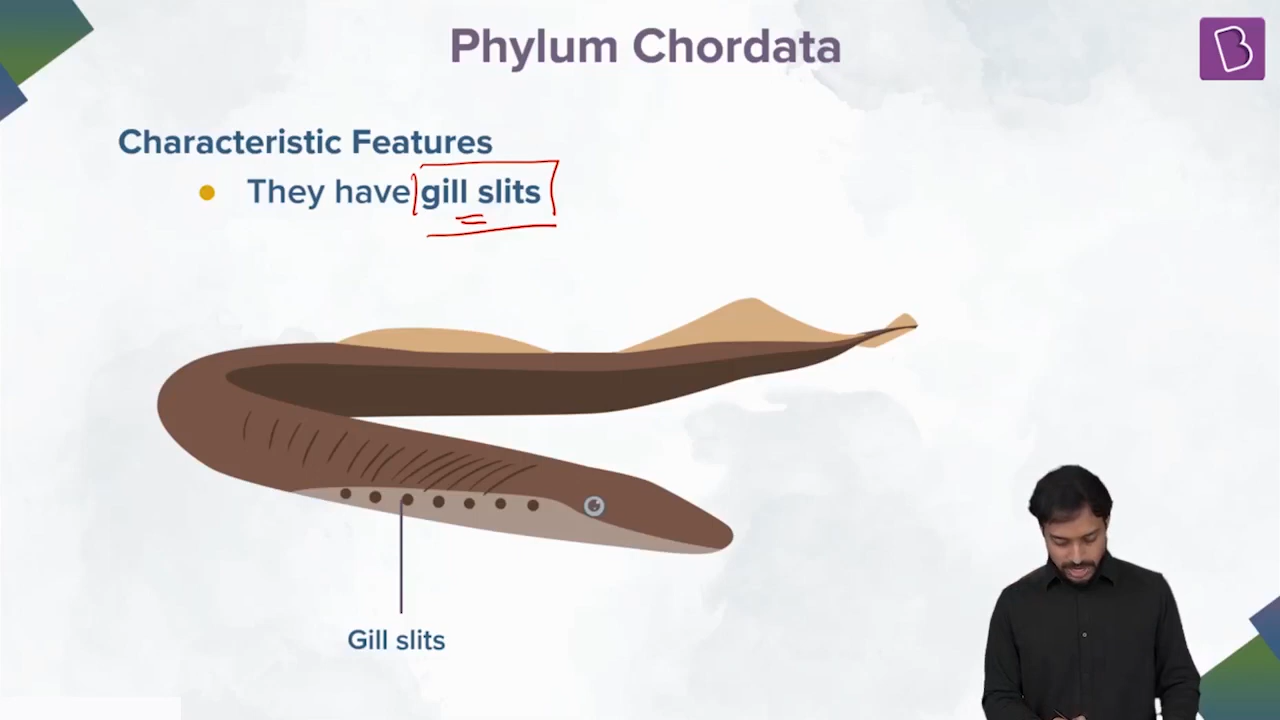 Phylum Chordata
Characteristic Features
They have gill slits
Gill slits